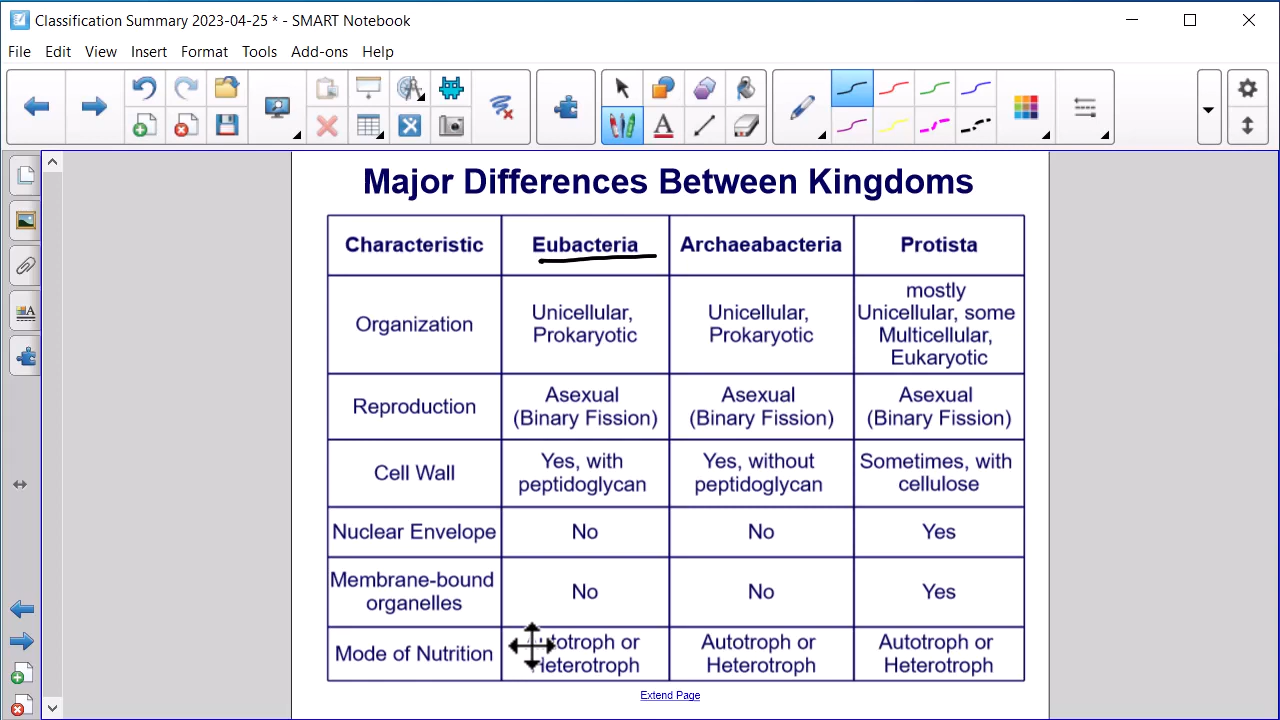 Classification Summary 2023-04-25 * - SMART Notebook
File Edit View Insert Format Tools Add-ons Help
Major Differences Between Kingdoms
Characteristic Eubacteria Archaeabacteria Protista
Organization
Unicellular,
Prokaryotic
Unicellular,
Prokaryotic
mostly
Unicellular, some
Multicellular,
Eukaryotic
Reproduction
Asexual
(Binary Fission)
Asexual
(Binary Fission)
Asexual
(Binary Fission)
Cell Wall
Yes, with
peptidoglycan
Yes, without
peptidoglycan
Sometimes, with
cellulose
Nuclear Envelope No No Yes
Membrane-bound
organelles
No
No
Yes
Mode of Nutrition
Autotroph or
Heterotroph
Autotroph or
Heterotroph
Autotroph or
Heterotroph
Extend Page